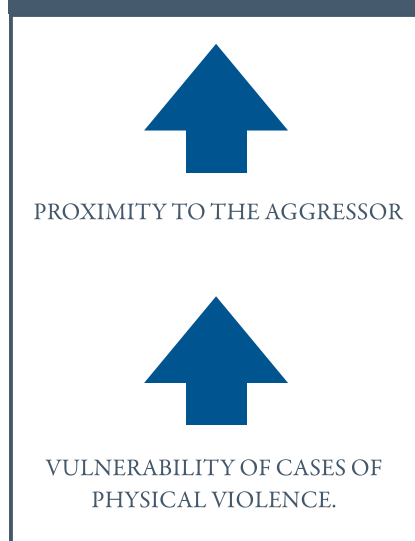 PROXIMITY TO THE AGGRESSOR
VULNERABILITY OF CASES OF
PHYSICAL VIOLENCE.